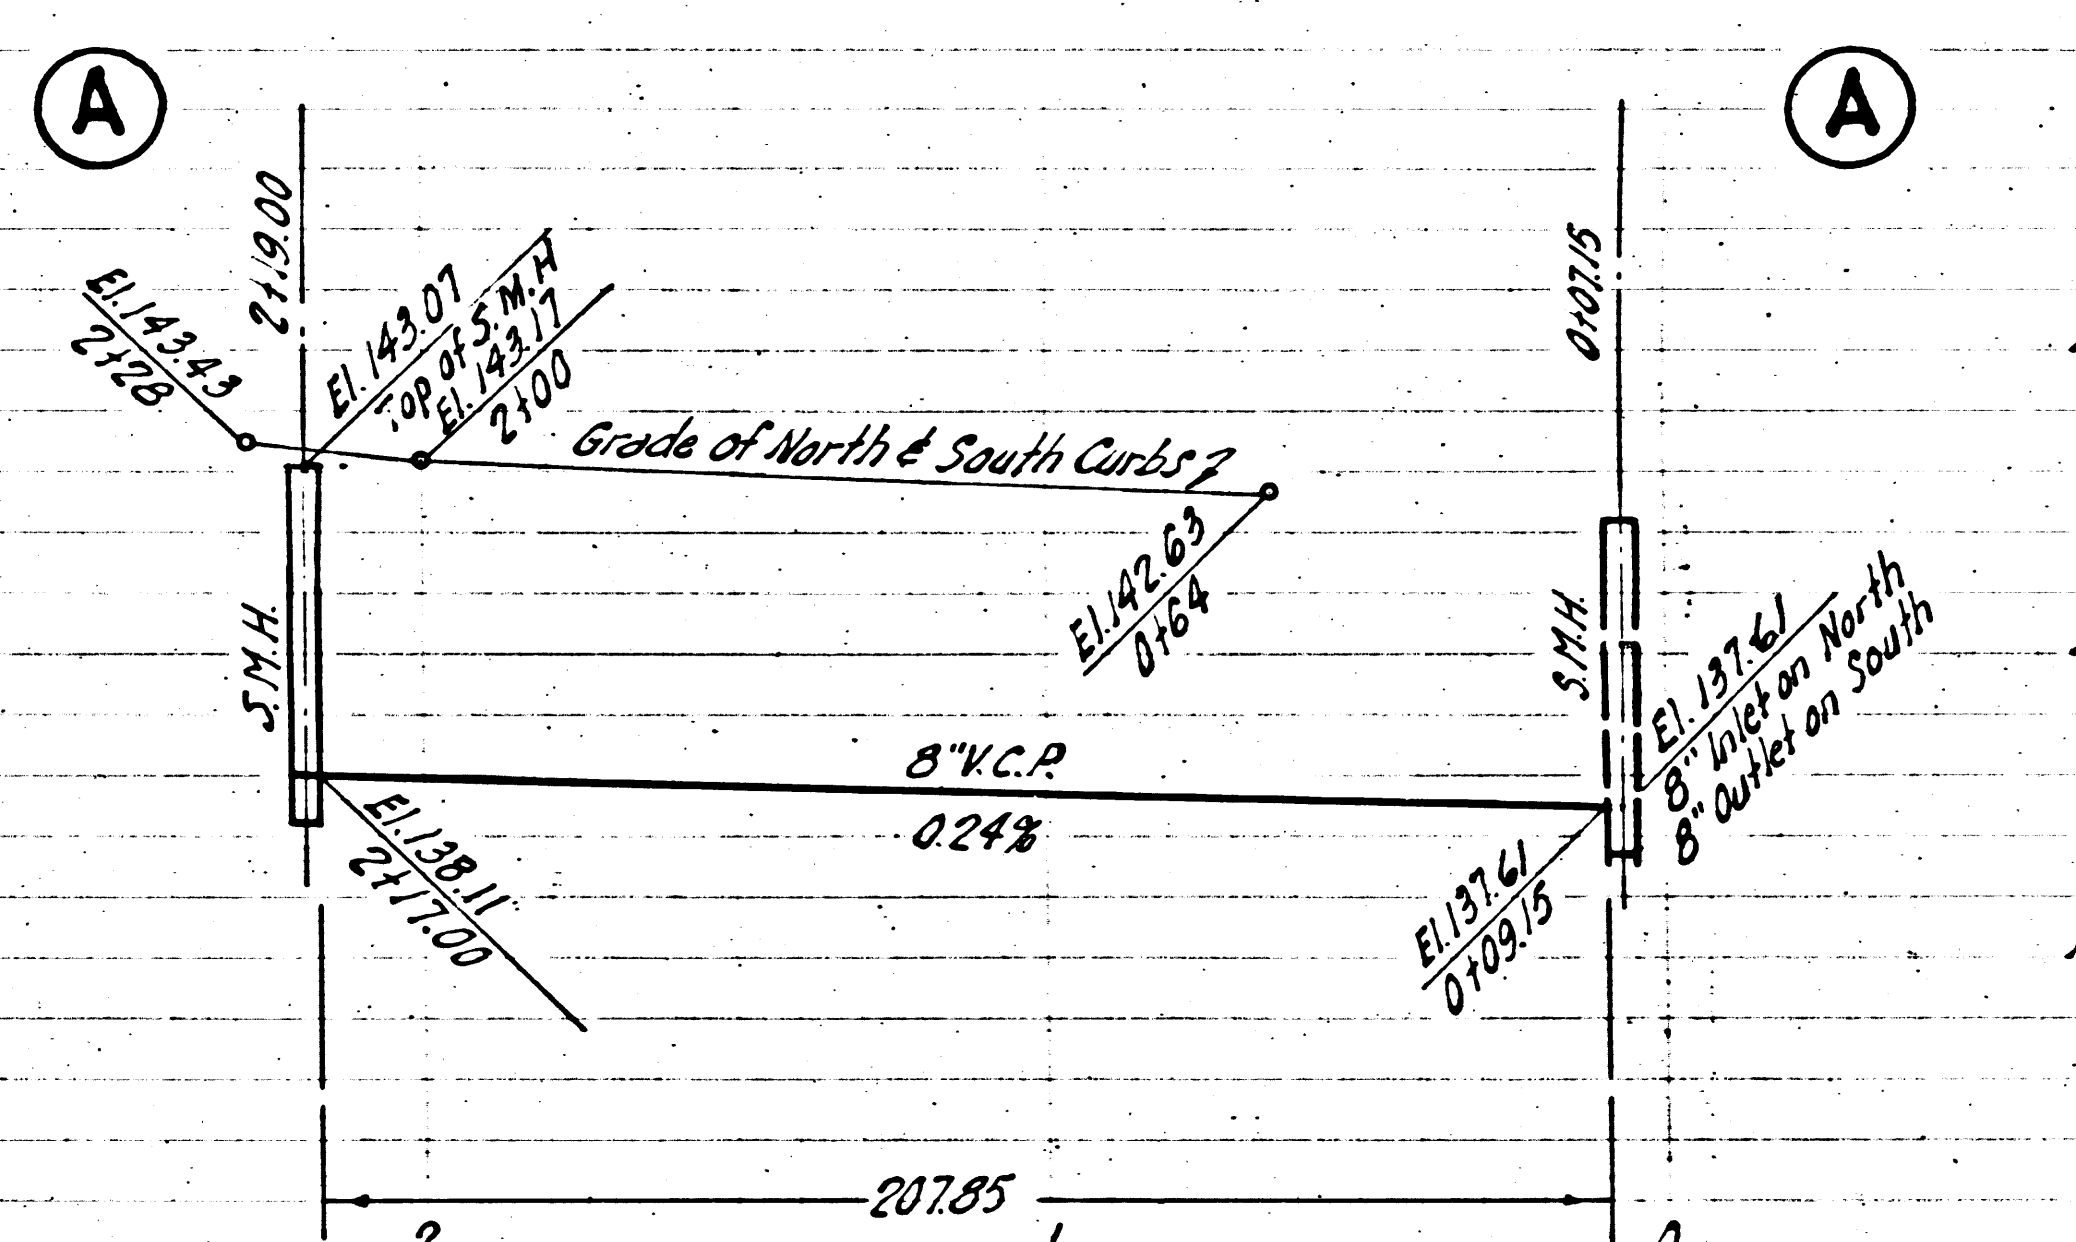 A
A
2+19.00
0+07.15
El. 143.43
2+28
El. 143.07
Top of S.M.H
El. 143.17
2+00
Grade of North & South Curbs
El. 142.63
0+64
S.M.H.
S.M.H.
El. 137.61
8" Inlet on North
8" Outlet on South
8" V.C.P.
0.24%
El. 138.11
2+17.00
El. 137.61
0+09.15
207.85
2
1
0